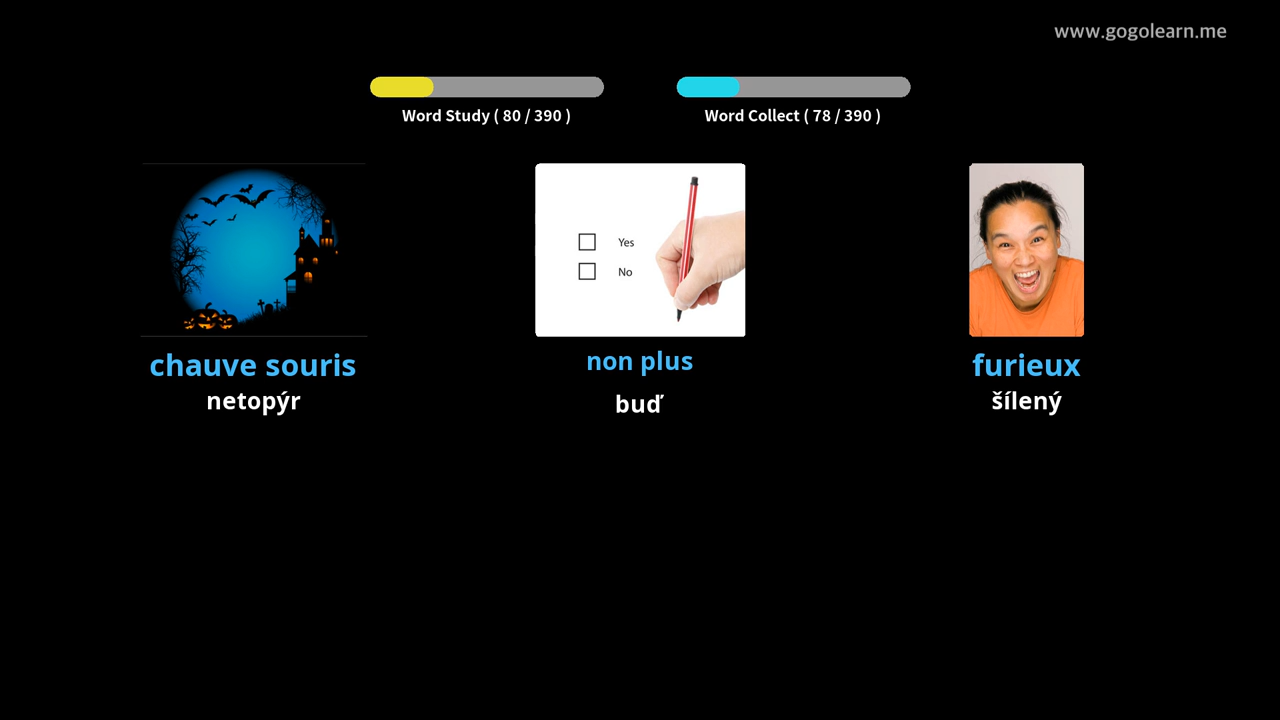 www.gogolearn.me
Word Study ( 80 / 390 )
Word Collect ( 78 / 390 )
Yes
No
chauve souris
netopýr
non plus
buď
furieux
šílený